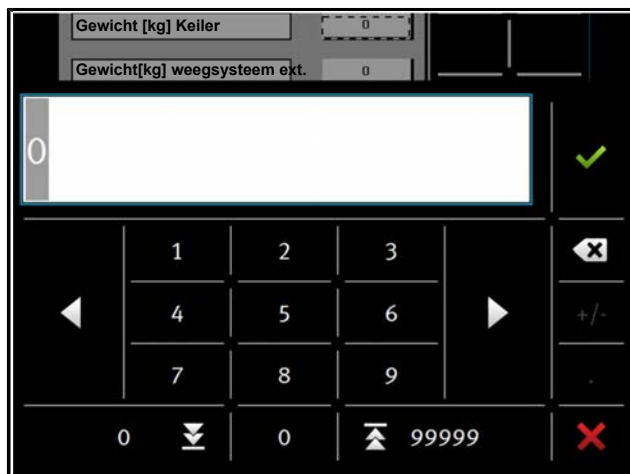 Gewicht [kg] Keiler 0
Gewicht[kg] weegsysteem ext. 0
0
1 2 3
4 5 6 +/-
7 8 9 .
0 0 99999